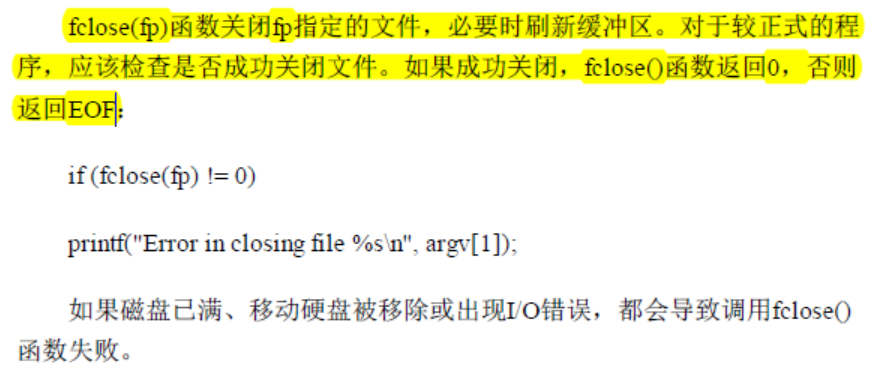 fclose(fp)函数关闭fp指定的文件，必要时刷新缓冲区。对于较正式的程
序，应该检查是否成功关闭文件。如果成功关闭，fclose()函数返回0，否则
返回EOF：
if (fclose(fp) != 0)
printf("Error in closing file %s\n", argv[1]);
如果磁盘已满、移动硬盘被移除或出现I/O错误，都会导致调用fclose()
函数失败。